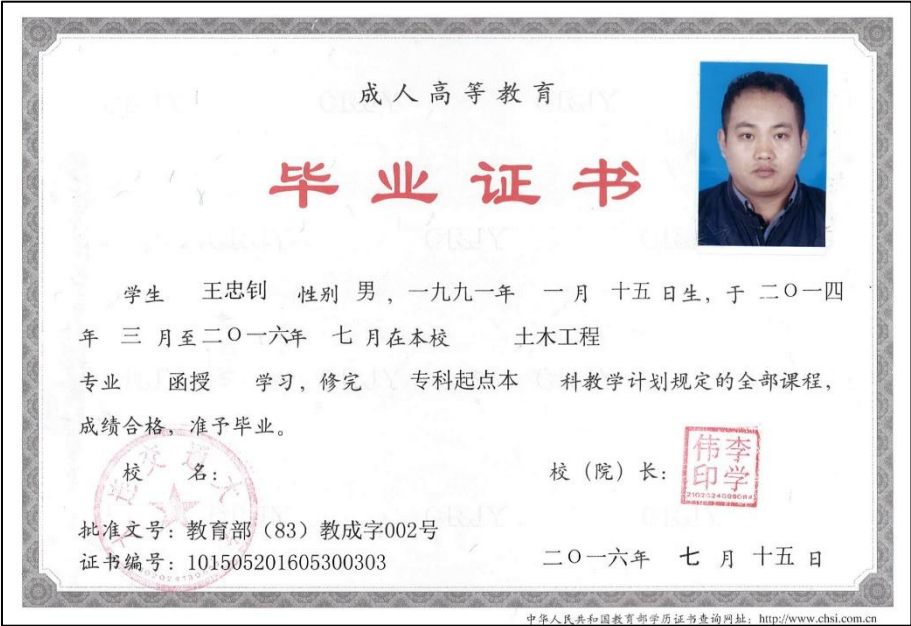 成人高等教育
毕业证书
学生 王忠钊 性别 男，一九九一年 一月 十五日生，于 二〇一四
年 三 月至二〇一六年 七 月在本校 土木工程
专业 函授 学习，修完 专科起点本 科教学计划规定的全部课程，
成绩合格，准予毕业。
校 名： 校（院）长：
伟李
印学
批准文号：教育部（83）教成字002号
证书编号：101505201605300303
二〇一六年 七 月 十五 日
中华人民共和国教育部学历证书查询网址：http://www.chsi.com.cn